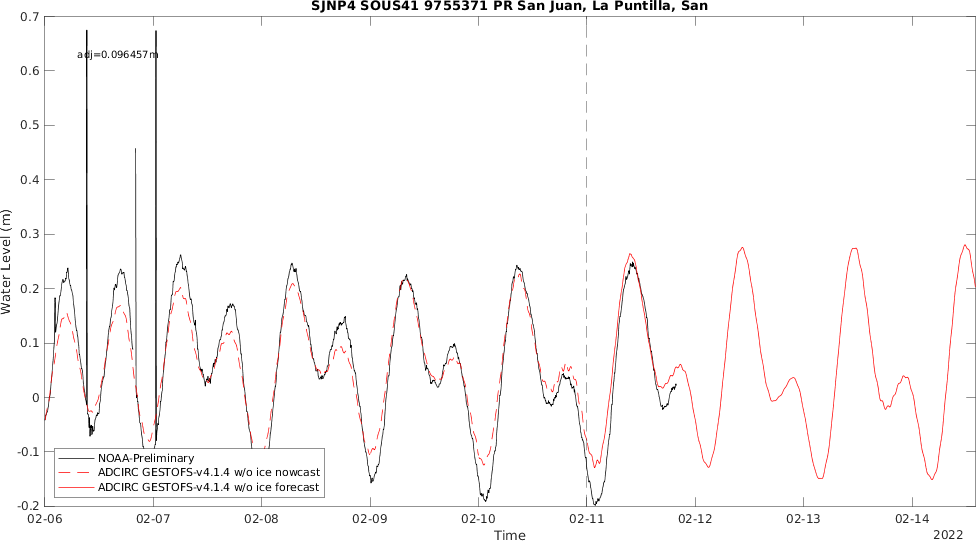 SJNP4 SOUS41 9755371 PR San Juan, La Puntilla, San
adj=0.096457m
Water Level (m)
0.7
0.6
0.5
0.4
0.3
0.2
0.1
0
-0.1
-0.2
NOAA-Preliminary
ADCIRC GESTOFS-v4.1.4 w/o ice nowcast
ADCIRC GESTOFS-v4.1.4 w/o ice forecast
02-06 02-07 02-08 02-09 02-10 02-11 02-12 02-13 02-14
Time
2022